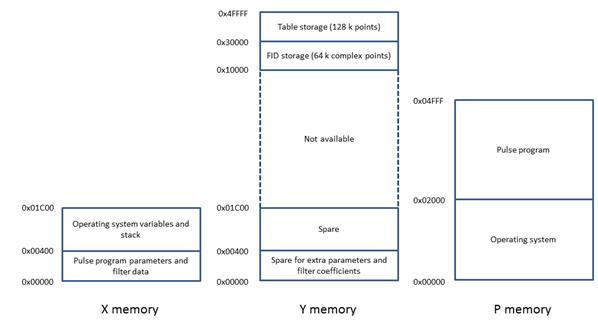 0x4FFFF
Table storage (128 k points)
0x30000
FID storage (64 k complex points)
0x10000
0x04FFF
Not available
Pulse program
0x01C00
0x01C00
0x02000
Operating system variables and
stack
Spare
Operating system
0x00400
0x00400
Pulse program parameters and
filter data
Spare for extra parameters and
filter coefficients
0x00000
0x00000
0x00000
X memory
Y memory
P memory